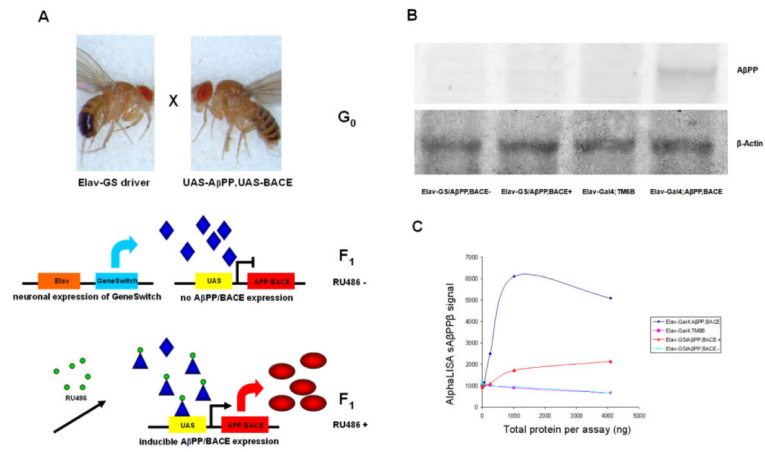 A
X
G0
Elav-GS driver
UAS-AβPP,UAS-BACE
F1
RU486 -
Elav
GeneSwitch
UAS
APP/BACE
neuronal expression of GeneSwitch
no AβPP/BACE expression
RU486
F1
RU486 +
UAS
APP/BACE
inducible AβPP/BACE expression
B
AβPP
β-Actin
Elav-GS/AβPP,BACE-
Elav-GS/AβPP,BACE+
Elav-Gal4;TM6B
Elav-Gal4;AβPP,BACE
C
AlphaLISA sAβPPβ signal
7000
6000
5000
4000
3000
2000
1000
0
0
1000
2000
3000
4000
5000
Total protein per assay (ng)
Elav-Gal4;AβPP,BACE
Elav-Gal4;TM6B
Elav-GS/AβPP,BACE +
Elav-GS/AβPP,BACE -